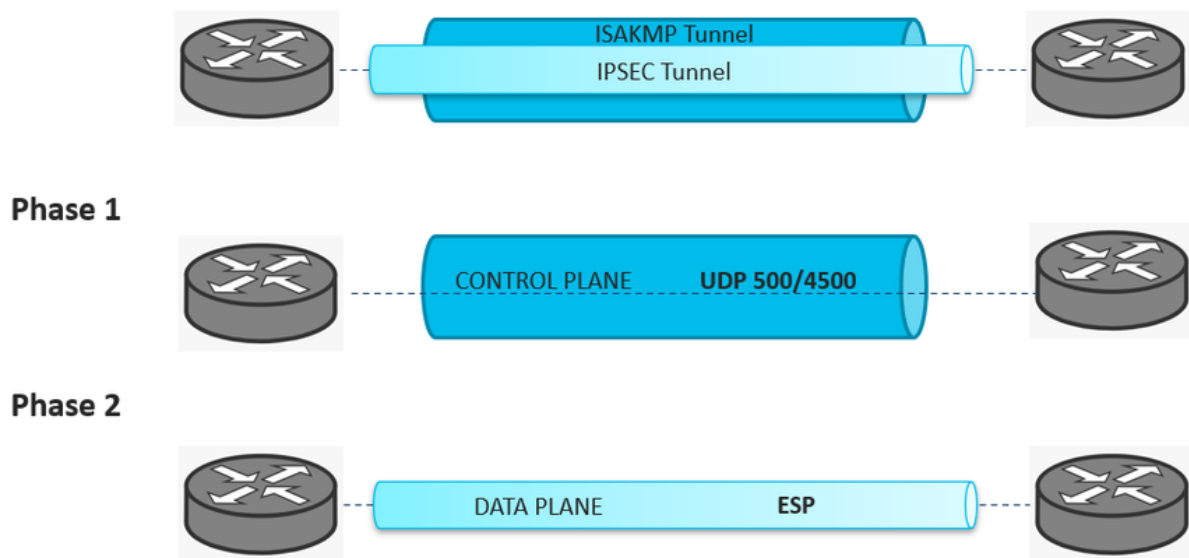 ISAKMP Tunnel
IPSEC Tunnel
Phase 1
CONTROL PLANE UDP 500/4500
Phase 2
DATA PLANE ESP